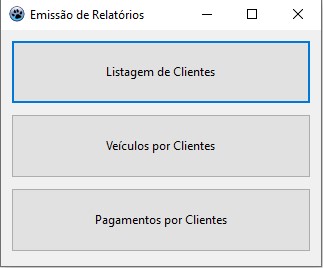 Emissão de Relatórios
Listagem de Clientes
Veículos por Clientes
Pagamentos por Clientes